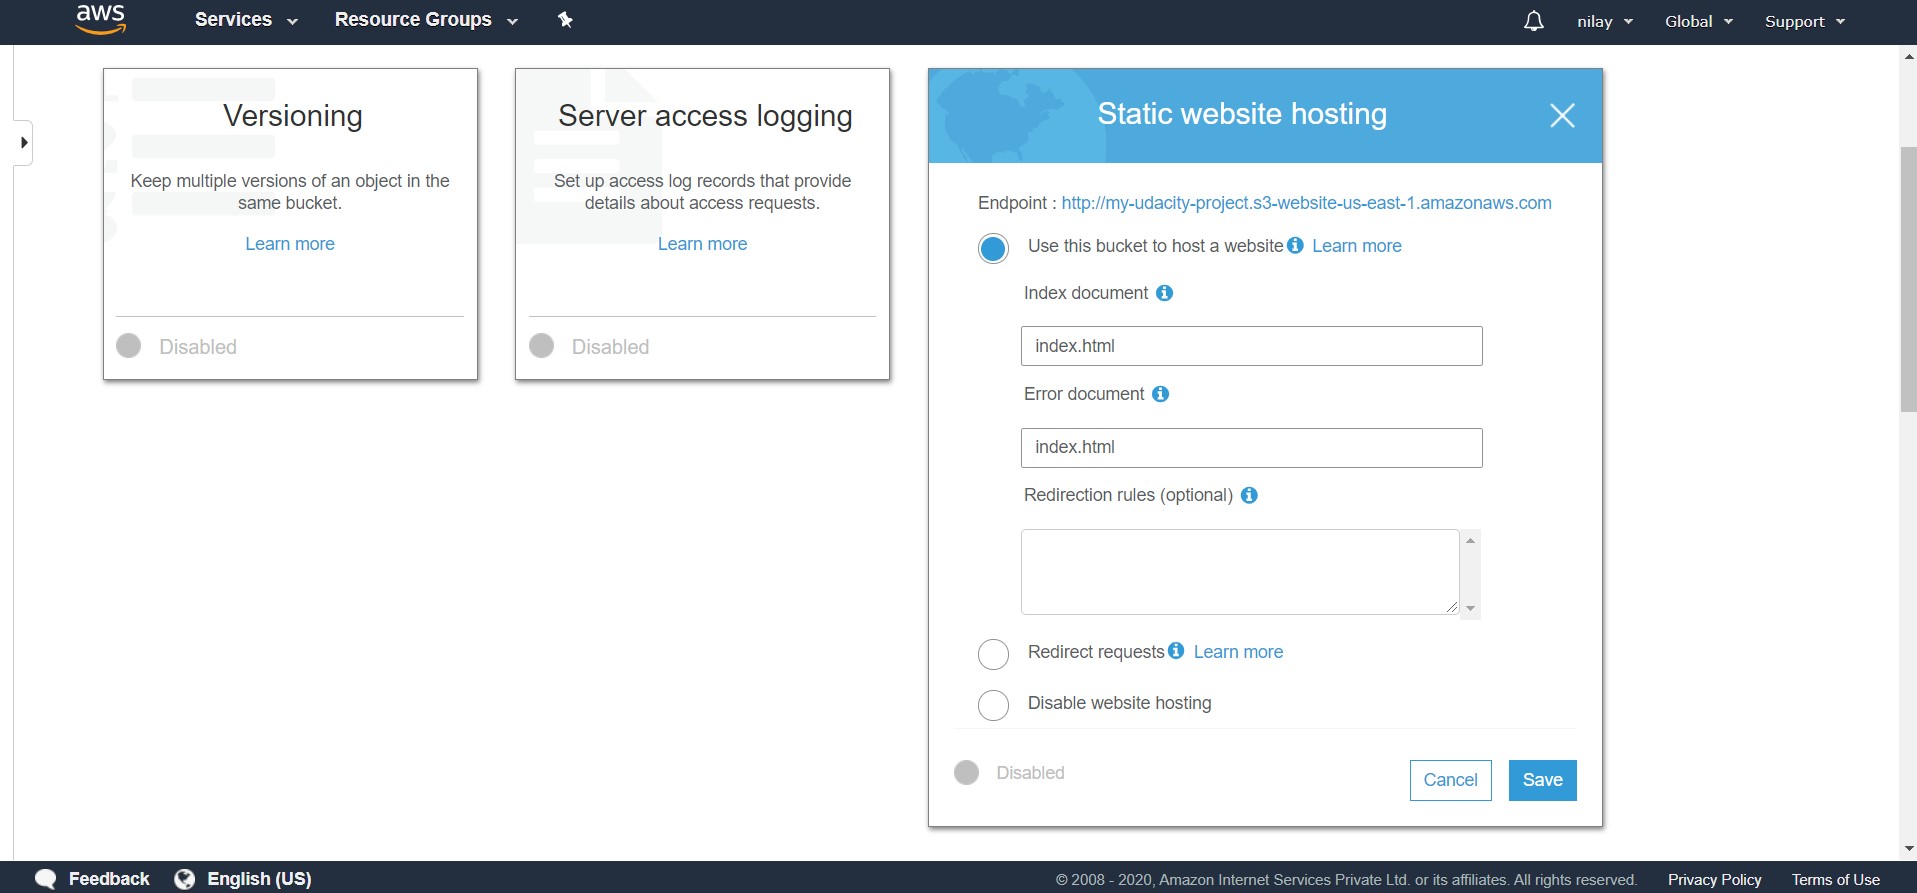 aws
Services
Resource Groups
nilay
Global
Support
Versioning
Keep multiple versions of an object in the
same bucket.
Learn more
Disabled
Server access logging
Set up access log records that provide
details about access requests.
Learn more
Disabled
Static website hosting
Endpoint : http://my-udacity-project.s3-website-us-east-1.amazonaws.com
Use this bucket to host a website Learn more
Index document
index.html
Error document
index.html
Redirection rules (optional)
Redirect requests Learn more
Disable website hosting
Disabled
Cancel
Save
Feedback
English (US)
© 2008 - 2020, Amazon Internet Services Private Ltd. or its affiliates. All rights reserved.
Privacy Policy
Terms of Use